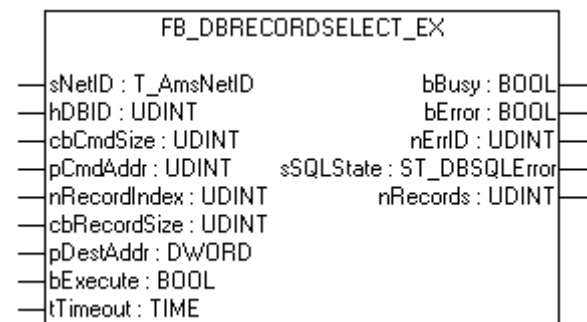 FB_DBRECORDSELECT_EX
sNetID : T_AmsNetID bBusy : BOOL
hDBID : UDINT bError : BOOL
cbCmdSize : UDINT nErrID : UDINT
pCmdAddr : UDINT sSQLState : ST_DBSQLError
nRecordIndex : UDINT nRecords : UDINT
cbRecordSize : UDINT
pDestAddr : DWORD
bExecute : BOOL
tTimeout : TIME